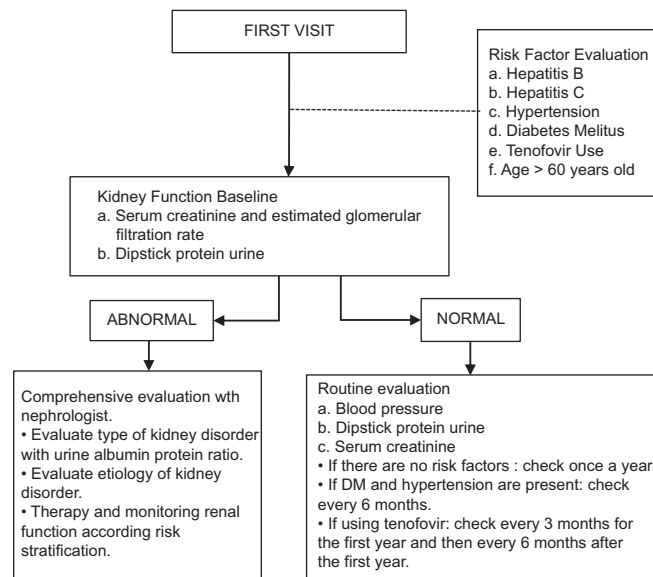 FIRST VISIT
Risk Factor Evaluation
a. Hepatitis B
b. Hepatitis C
c. Hypertension
d. Diabetes Melitus
e. Tenofovir Use
f. Age > 60 years old
Kidney Function Baseline
a. Serum creatinine and estimated glomerular
filtration rate
b. Dipstick protein urine
ABNORMAL
NORMAL
Comprehensive evaluation wth
nephrologist.
• Evaluate type of kidney disorder
with urine albumin protein ratio.
• Evaluate etiology of kidney
disorder.
• Therapy and monitoring renal
function according risk
stratification.
Routine evaluation
a. Blood pressure
b. Dipstick protein urine
c. Serum creatinine
• If there are no risk factors : check once a year
• If DM and hypertension are present: check
every 6 months.
• If using tenofovir: check every 3 months for
the first year and then every 6 months after
the first year.